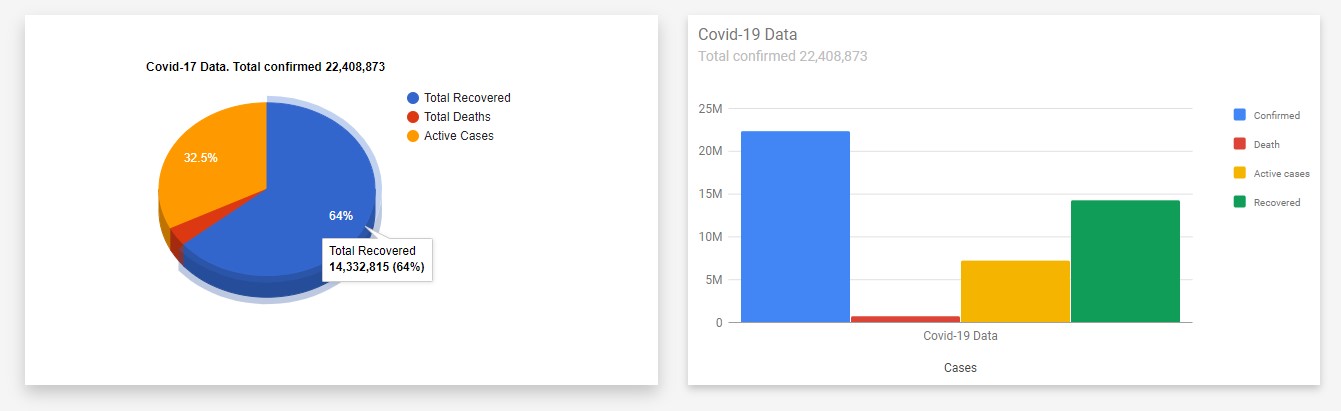 Covid-17 Data. Total confirmed 22,408,873
Total Recovered
Total Deaths
Active Cases
32.5%
64%
Total Recovered
14,332,815 (64%)
Covid-19 Data
Total confirmed 22,408,873
25M
20M
15M
10M
5M
0
Covid-19 Data
Cases
Confirmed
Death
Active cases
Recovered